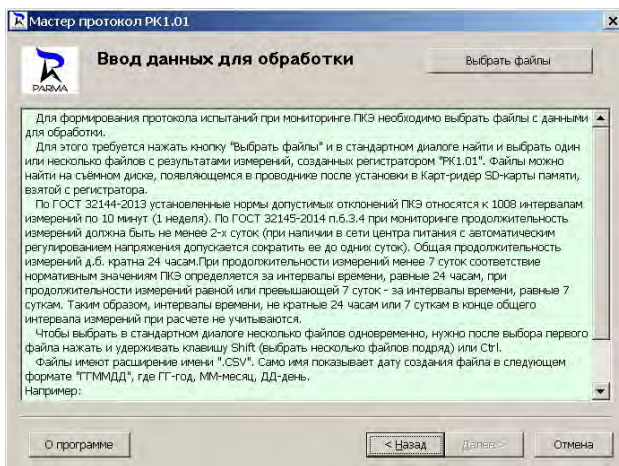 Мастер протокол РК1.01
PARMA
Ввод данных для обработки
Выбрать файлы
Для формирования протокола испытаний при мониторинге ПКЭ необходимо выбрать файлы с данными
для обработки.
Для этого требуется нажать кнопку "Выбрать файлы" и в стандартном диалоге найти и выбрать один
или несколько файлов с результатами измерений, созданных регистратором "РК1.01". Файлы можно
найти на съёмном диске, появляющемся в проводнике после установки в Карт-ридер SD-карты памяти,
взятой с регистратора.
По ГОСТ 32144-2013 установленные нормы допустимых отклонений ПКЭ относятся к 1008 интервалам
измерений по 10 минут (1 неделя). По ГОСТ 32145-2014 п.6.3.4 при мониторинге продолжительность
измерений должна быть не менее 2-х суток (при наличии в сети центра питания с автоматическим
регулированием напряжения допускается сократить ее до одних суток). Общая продолжительность
измерений д.б. кратна 24 часам.При продолжительности измерений менее 7 суток соответствие
нормативным значениям ПКЭ определяется за интервалы времени, равные 24 часам, при
продолжительности измерений равной или превышающей 7 суток - за интервалы времени, равные 7
суткам. Таким образом, интервалы времени, не кратные 24 часам или 7 суткам в конце общего
интервала измерений при расчете не учитываются.
Чтобы выбрать в стандартном диалоге несколько файлов одновременно, нужно после выбора первого
файла нажать и удерживать клавишу Shift (выбрать несколько файлов подряд) или Ctrl.
Файлы имеют расширение имени ".CSV". Само имя показывает дату создания файла в следующем
формате "ГГММДД", где ГГ-год, ММ-месяц, ДД-день.
Например:
О программе
< Назад
Далее >
Отмена